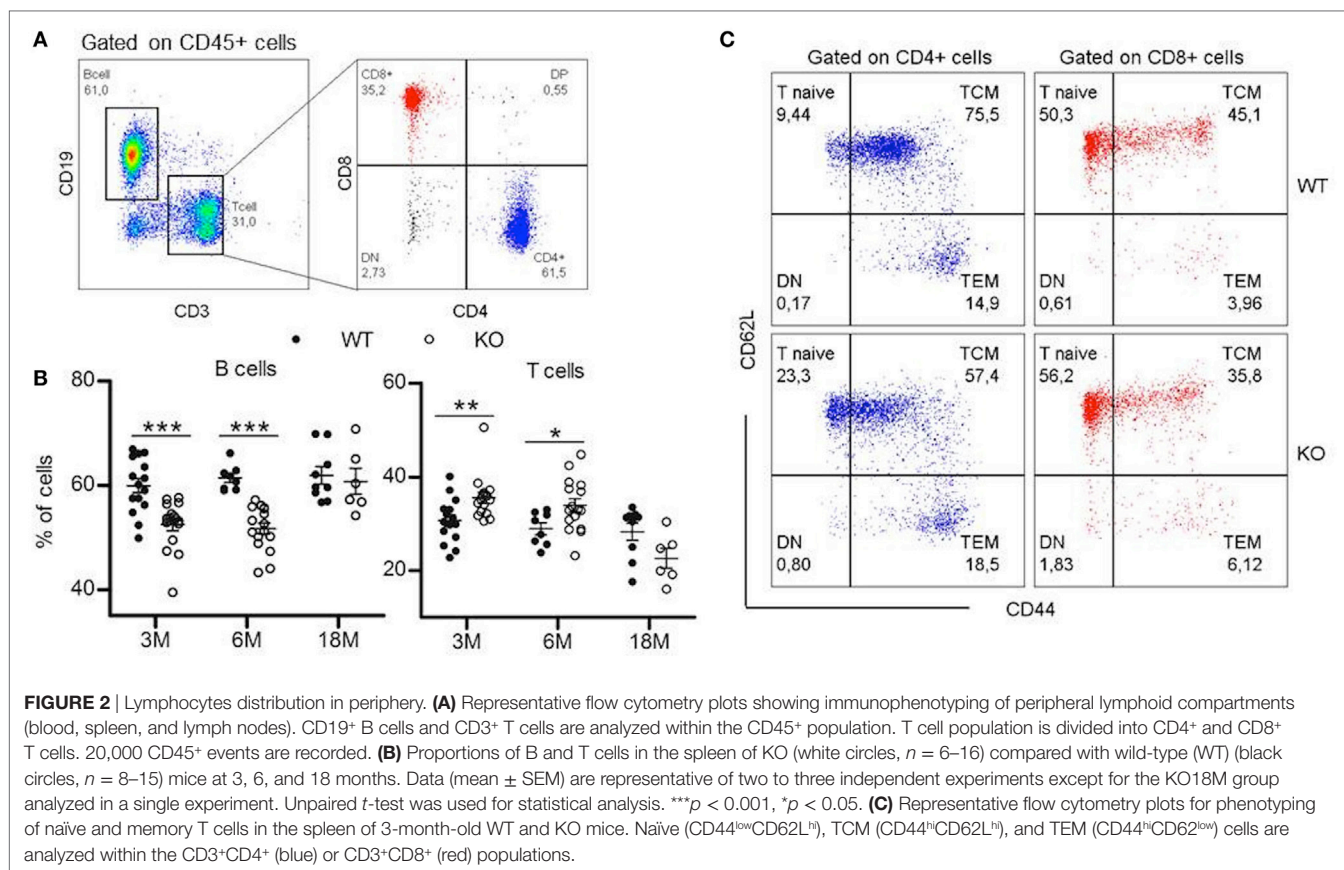 A
Gated on CD45+ cells
Bcell
61,0
Tcell
31,0
CD19
CD3
CD8+
35,2
DP
0,55
DN
2,73
CD4+
61,5
CD8
CD4
WT KO
B
B cells
T cells
% of cells
80
60
40
*** ***
3M 6M 18M
60
40
20
** *
3M 6M 18M
C
Gated on CD4+ cells
Gated on CD8+ cells
T naive
9,44
TCM
75,5
DN
0,17
TEM
14,9
T naive
50,3
TCM
45,1
DN
0,61
TEM
3,96
WT
T naive
23,3
TCM
57,4
DN
0,80
TEM
18,5
T naive
56,2
TCM
35,8
DN
1,83
TEM
6,12
KO
CD62L
CD44
FIGURE 2 | Lymphocytes distribution in periphery. (A) Representative flow cytometry plots showing immunophenotyping of peripheral lymphoid compartments
(blood, spleen, and lymph nodes). CD19⁺ B cells and CD3⁺ T cells are analyzed within the CD45⁺ population. T cell population is divided into CD4⁺ and CD8⁺
T cells. 20,000 CD45⁺ events are recorded. (B) Proportions of B and T cells in the spleen of KO (white circles, n = 6–16) compared with wild-type (WT) (black
circles, n = 8–15) mice at 3, 6, and 18 months. Data (mean ± SEM) are representative of two to three independent experiments except for the KO18M group
analyzed in a single experiment. Unpaired t-test was used for statistical analysis. ***p < 0.001, *p < 0.05. (C) Representative flow cytometry plots for phenotyping
of naïve and memory T cells in the spleen of 3-month-old WT and KO mice. Naïve (CD44ˡᵒʷCD62Lʰⁱ), TCM (CD44ʰⁱCD62Lʰⁱ), and TEM (CD44ʰⁱCD62ˡᵒʷ) cells are
analyzed within the CD3⁺CD4⁺ (blue) or CD3⁺CD8⁺ (red) populations.